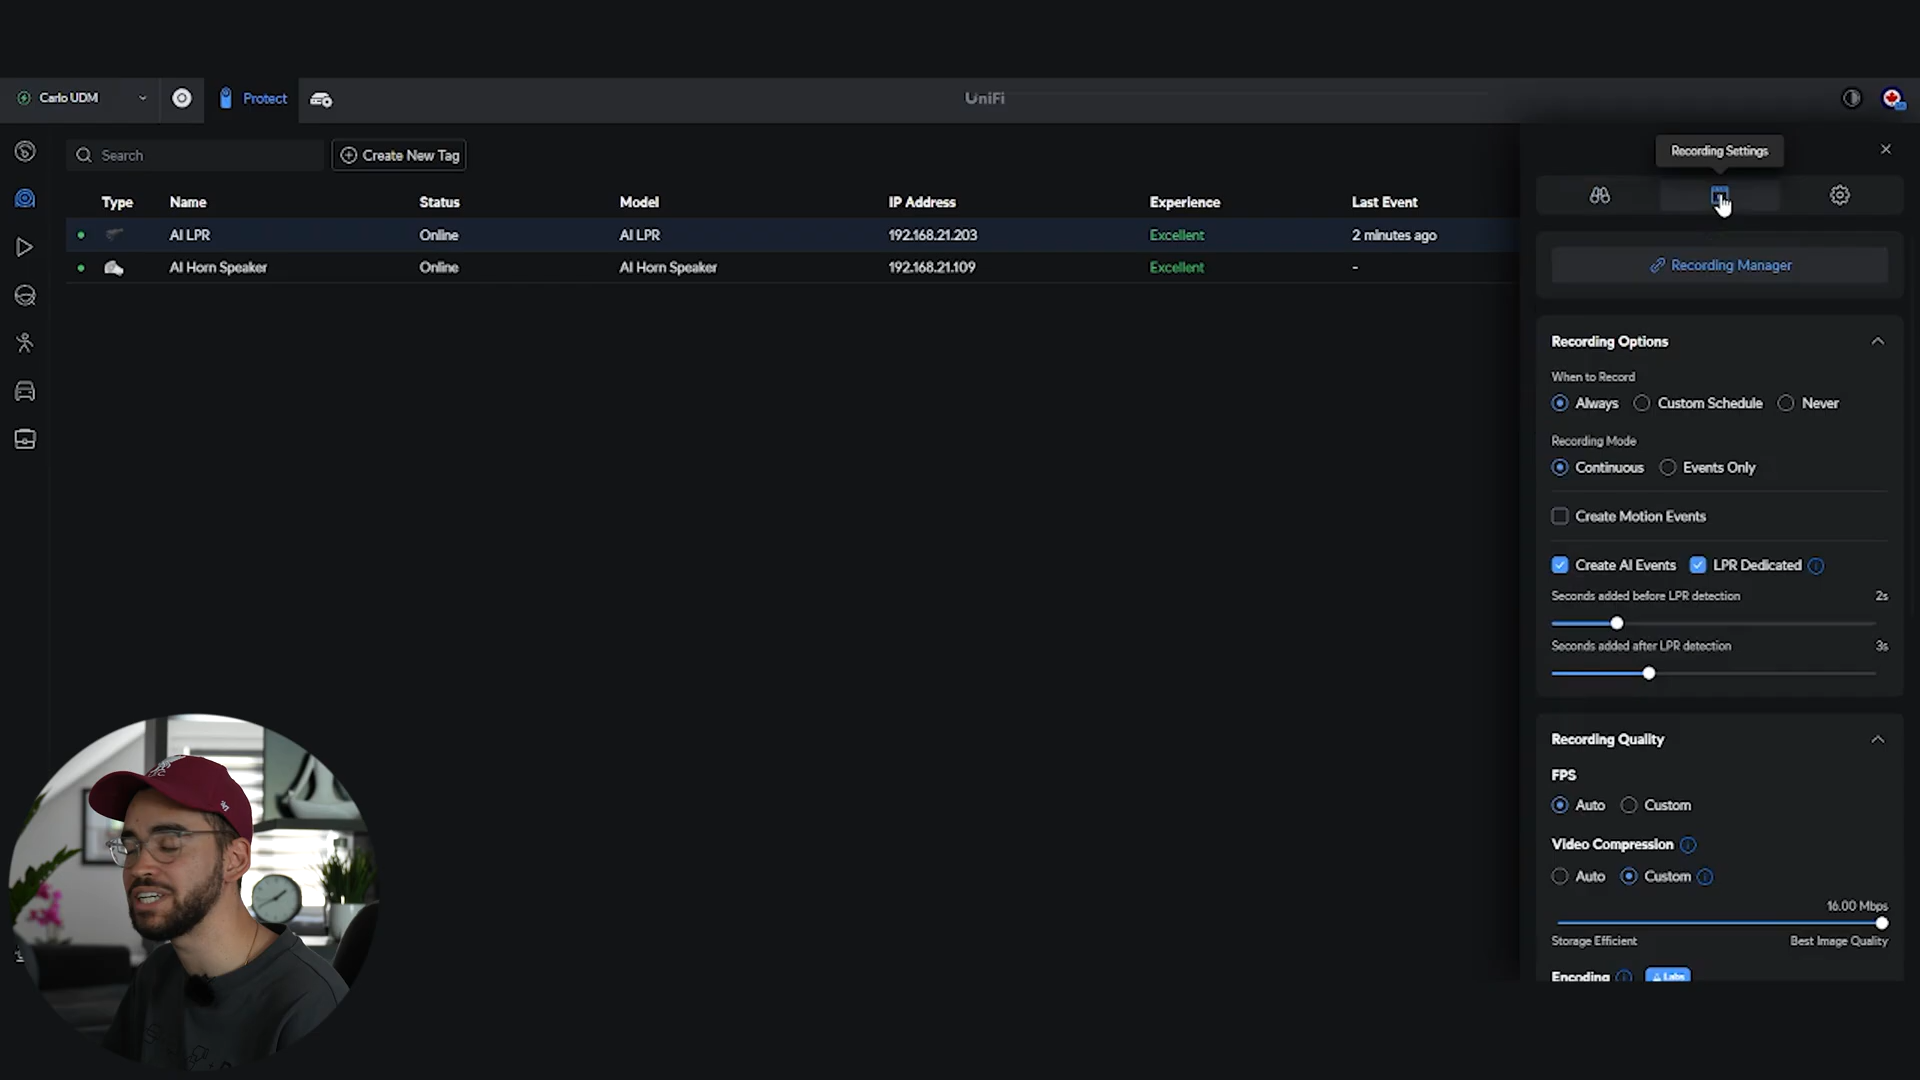 Carlo UDM
Protect
UniFi
Search
Create New Tag
Type Name Status Model IP Address Experience Last Event
AI LPR Online AI LPR 192.168.21.203 Excellent 2 minutes ago
AI Horn Speaker Online AI Horn Speaker 192.168.21.109 Excellent -
Recording Settings
Recording Manager
Recording Options
When to Record
Always Custom Schedule Never
Recording Mode
Continuous Events Only
Create Motion Events
Create AI Events LPR Dedicated
Seconds added before LPR detection 2s
Seconds added after LPR detection 3s
Recording Quality
FPS
Auto Custom
Video Compression
Auto Custom
16.00 Mbps
Storage Efficient Best Image Quality
Encoding Labs